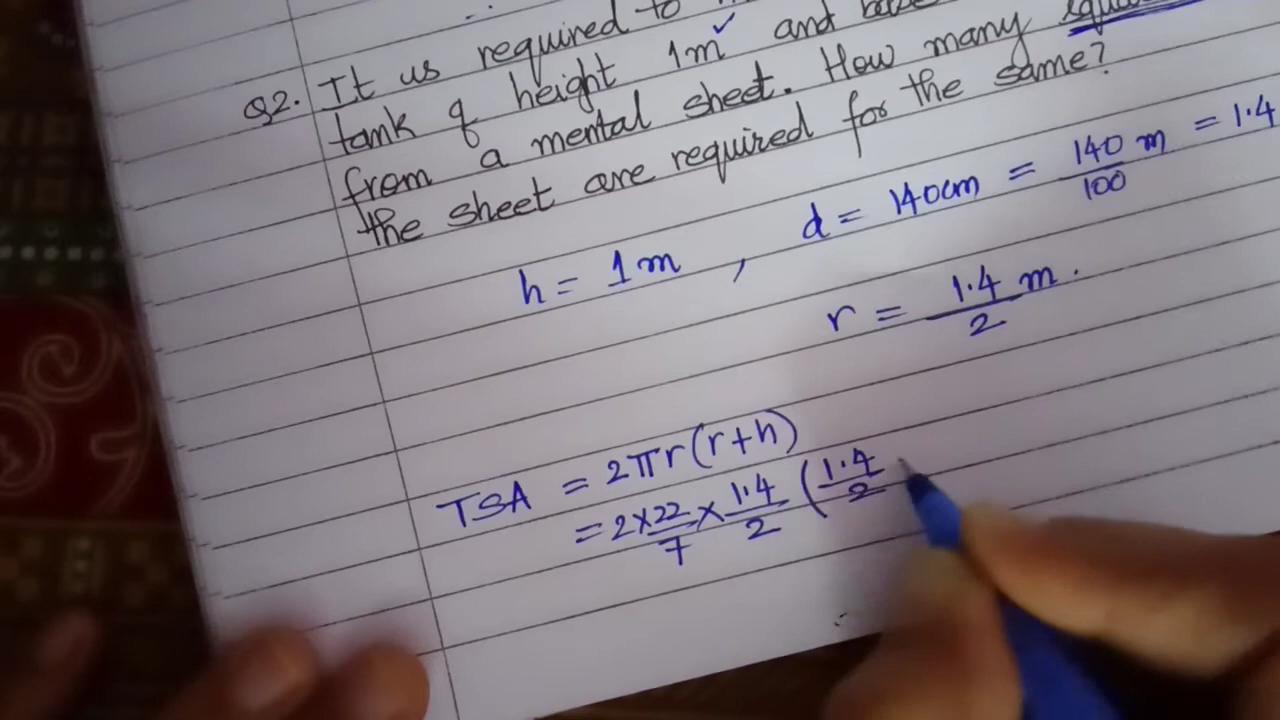 Q2. It us required to
tank of height 1m ✓ and base
from a mental sheet. How many square
the sheet are required for the same?
h = 1m , d = 140cm = 140/100 m = 1.4
r = 1.4/2 m.
TSA = 2πr(r+h)
= 2×22/7×1.4/2 (1.4/2